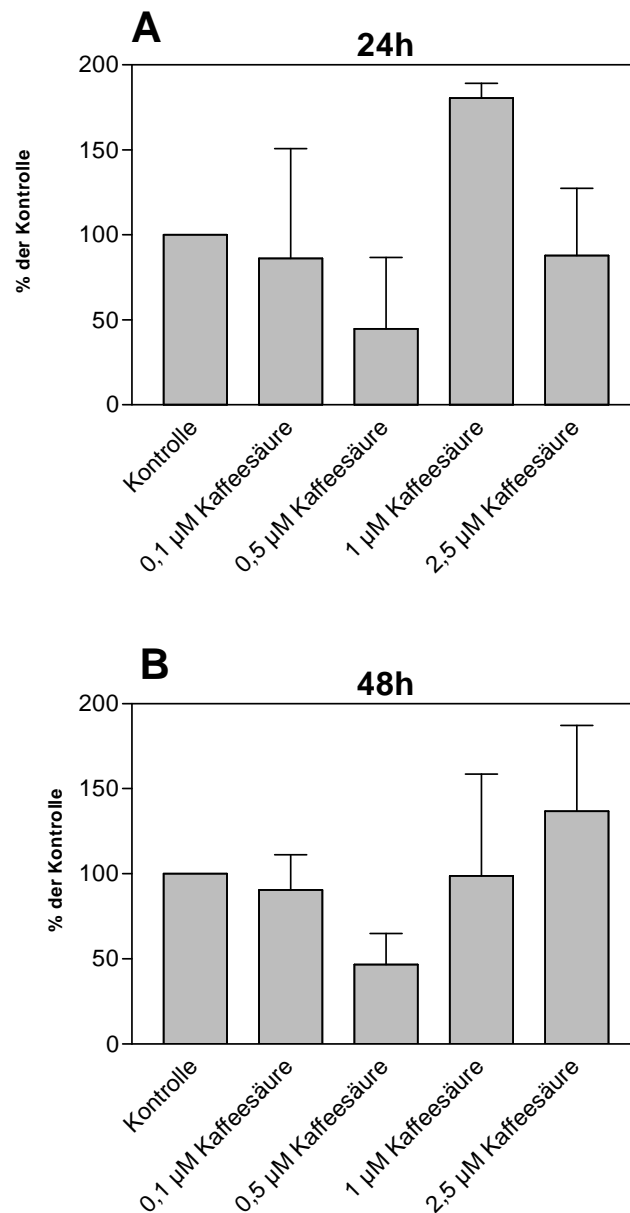 A
24h
% der Kontrolle
200
150
100
50
0
Kontrolle
0,1 µM Kaffeesäure
0,5 µM Kaffeesäure
1 µM Kaffeesäure
2,5 µM Kaffeesäure
B
48h
% der Kontrolle
200
150
100
50
0
Kontrolle
0,1 µM Kaffeesäure
0,5 µM Kaffeesäure
1 µM Kaffeesäure
2,5 µM Kaffeesäure